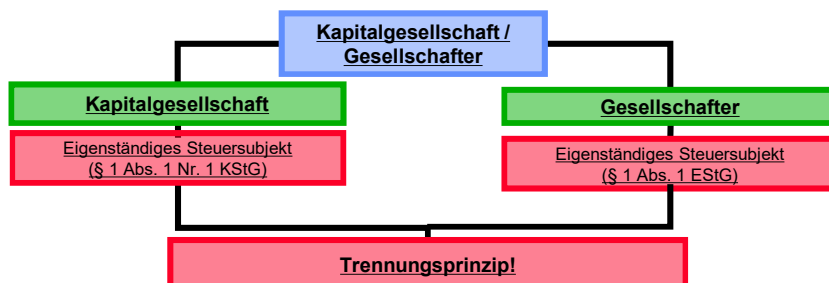 Kapitalgesellschaft /
Gesellschafter
Kapitalgesellschaft
Gesellschafter
Eigenständiges Steuersubjekt
(§ 1 Abs. 1 Nr. 1 KStG)
Eigenständiges Steuersubjekt
(§ 1 Abs. 1 EStG)
Trennungsprinzip!